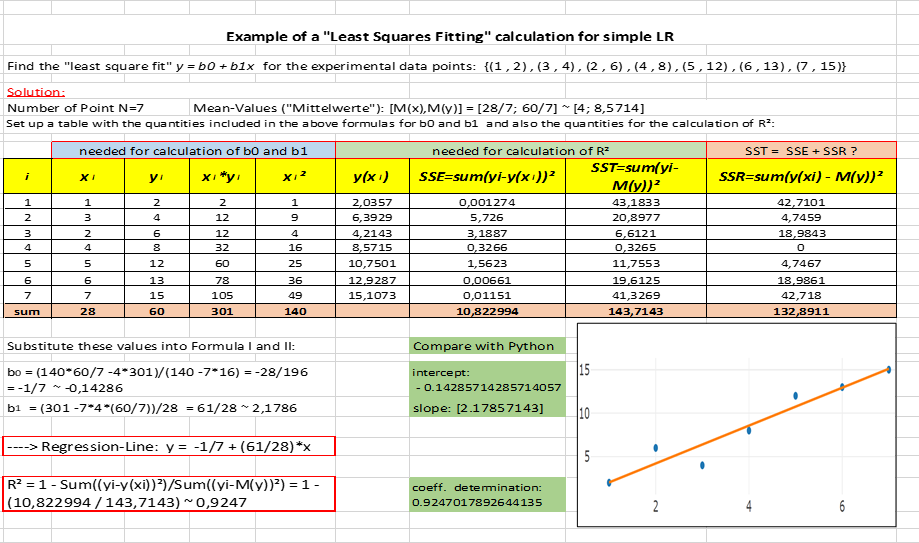 Example of a "Least Squares Fitting" calculation for simple LR
Find the "least square fit" y = b0 + b1x for the experimental data points: {(1 , 2) , (3 , 4) , (2 , 6) , (4 , 8) , (5 , 12) , (6 , 13) , (7 , 15)}
Solution:
Number of Point N=7 Mean-Values ("Mittelwerte"): [M(x),M(y)] = [28/7; 60/7] ~ [4; 8,5714]
Set up a table with the quantities included in the above formulas for b0 and b1 and also the quantities for the calculation of R²:
needed for calculation of b0 and b1 needed for calculation of R² SST = SSE + SSR ?
i xi yi xi*yi xi² y(xi) SSE=sum(yi-y(xi))² SST=sum(yi-M(y))² SSR=sum(y(xi) - M(y))²
1 1 2 2 1 2,0357 0,001274 43,1833 42,7101
2 3 4 12 9 6,3929 5,726 20,8977 4,7459
3 2 6 12 4 4,2143 3,1887 6,6121 18,9843
4 4 8 32 16 8,5715 0,3266 0,3265 0
5 5 12 60 25 10,7501 1,5623 11,7553 4,7467
6 6 13 78 36 12,9287 0,00661 19,6125 18,9861
7 7 15 105 49 15,1073 0,01151 41,3269 42,718
sum 28 60 301 140 10,822994 143,7143 132,8911
Substitute these values into Formula I and II: Compare with Python
b0 = (140*60/7 -4*301)/(140 -7*16) = -28/196
= -1/7 ~ -0,14286
intercept:
- 0.14285714285714057
b1 = (301 -7*4*(60/7))/28 = 61/28 ~ 2,1786 slope: [2.17857143]
----> Regression-Line: y = -1/7 + (61/28)*x
R² = 1 - Sum((yi-y(xi))²)/Sum((yi-M(y))²) = 1 -
(10,822994 / 143,7143) ~ 0,9247
coeff. determination:
0.9247017892644135
15
10
5
2 4 6